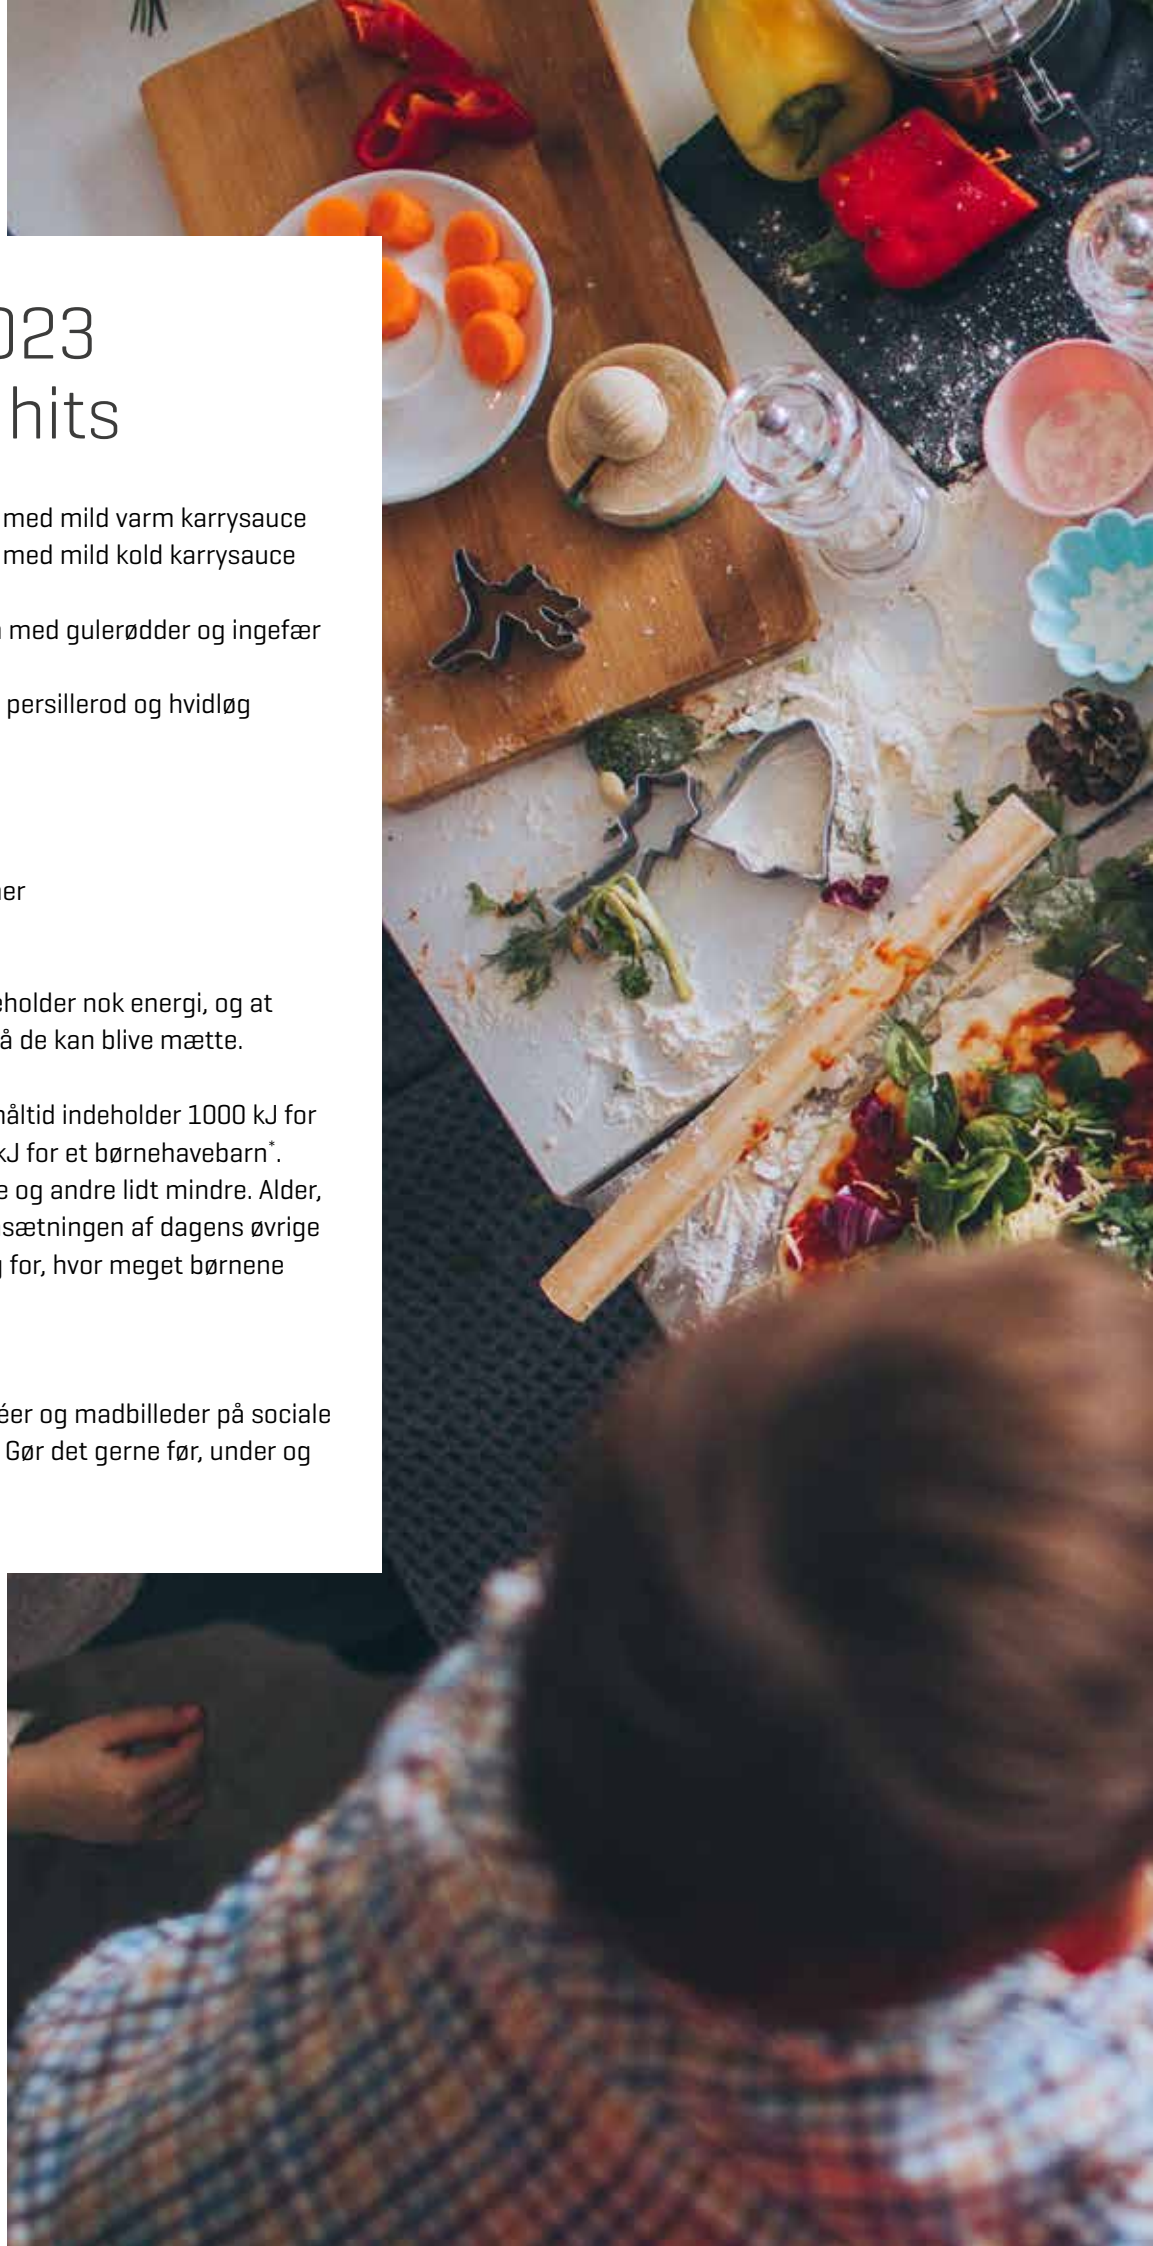 023
hits
med mild varm karrysauce
med mild kold karrysauce
med gulerødder og ingefær
persillerod og hvidløg
er
eholder nok energi, og at
å de kan blive mætte.
måltid indeholder 1000 kJ for
kJ for et børnehavebarn*.
e og andre lidt mindre. Alder,
sætningen af dagens øvrige
g for, hvor meget børnene
éer og madbilleder på sociale
Gør det gerne før, under og